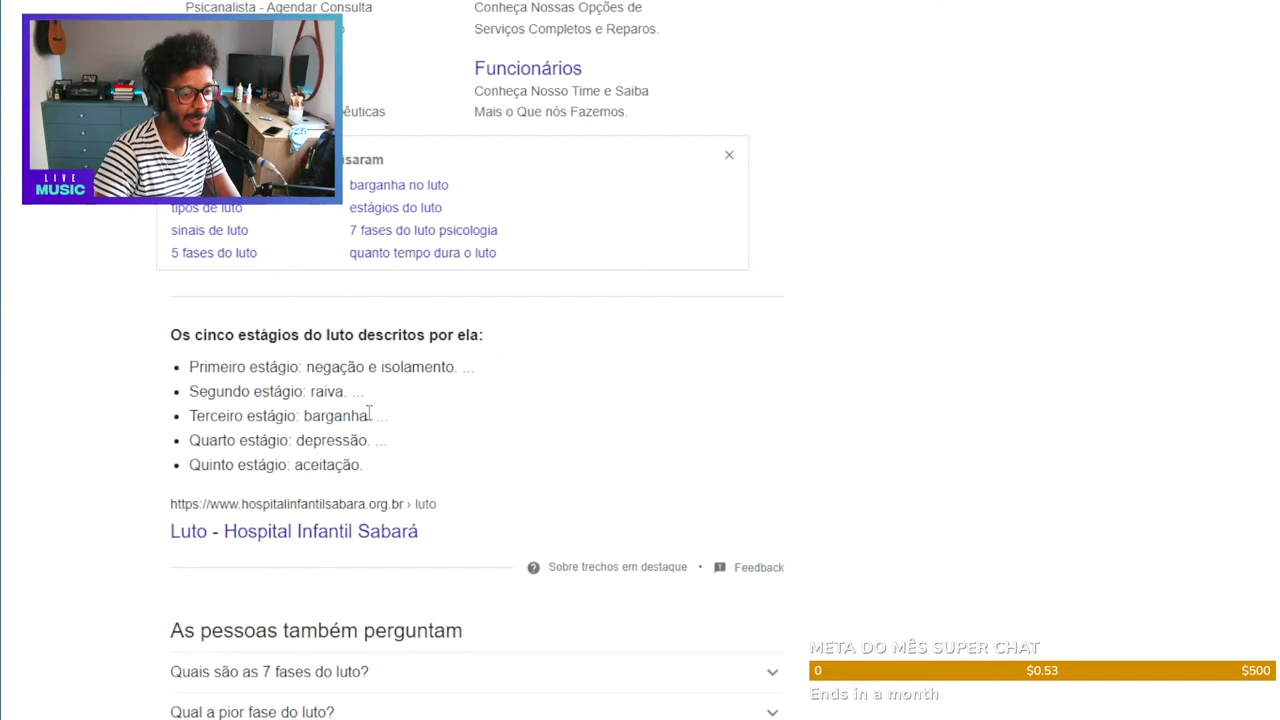 Psicanalista - Agendar Consulta
Conheça Nossas Opções de
Serviços Completos e Reparos.
Funcionários
Conheça Nosso Time e Saiba
Mais o Que nós Fazemos.
êuticas
LIVE
MUSIC
usaram
barganha no luto
tipos de luto
estágios do luto
sinais de luto
7 fases do luto psicologia
5 fases do luto
quanto tempo dura o luto
Os cinco estágios do luto descritos por ela:
Primeiro estágio: negação e isolamento. ...
Segundo estágio: raiva. ...
Terceiro estágio: barganha. ...
Quarto estágio: depressão. ...
Quinto estágio: aceitação.
https://www.hospitalinfantilsabara.org.br › luto
Luto - Hospital Infantil Sabará
Sobre trechos em destaque • Feedback
As pessoas também perguntam
Quais são as 7 fases do luto?
Qual a pior fase do luto?
META DO MÊS SUPER CHAT
0 $0.53 $500
Ends in a month